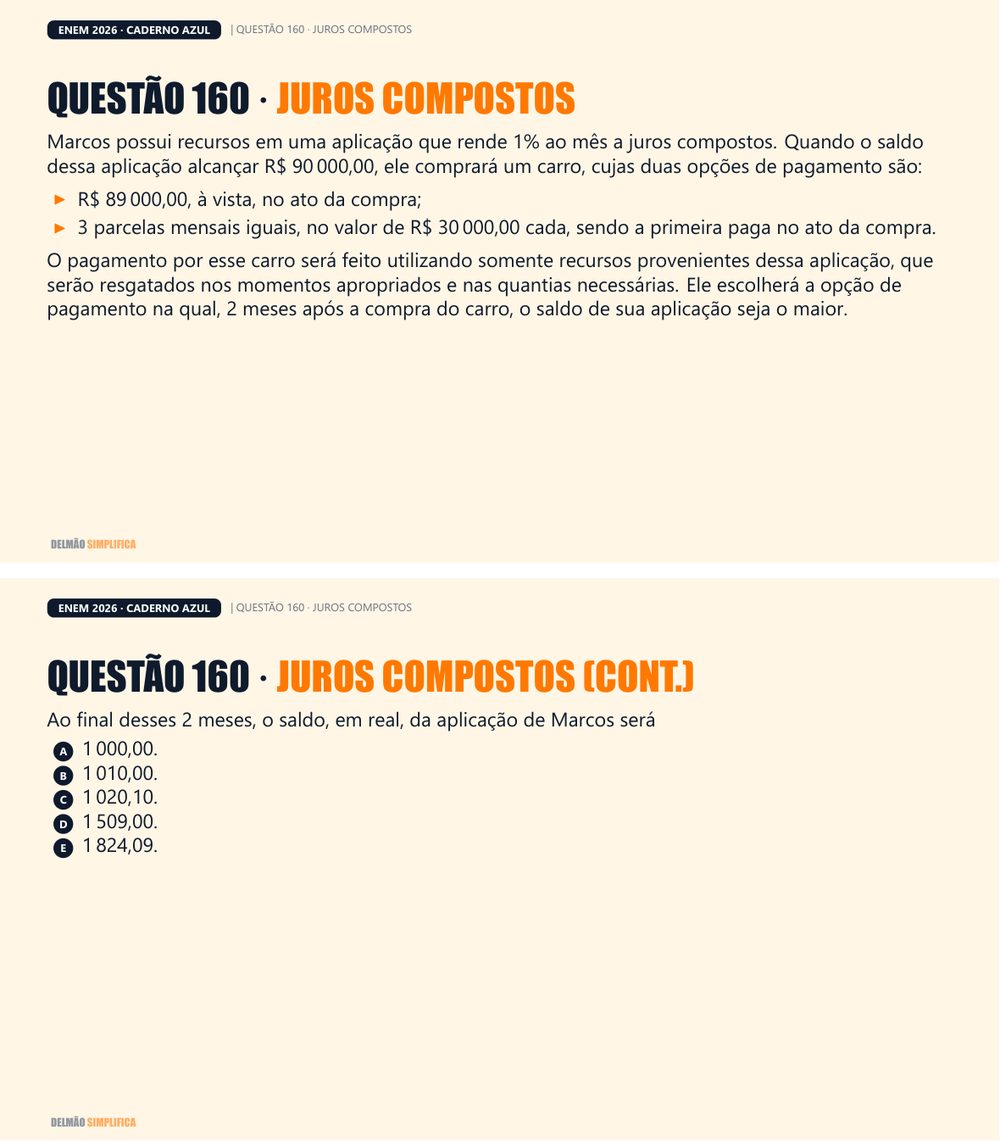 ENEM 2026 · CADERNO AZUL | QUESTÃO 160 · JUROS COMPOSTOS
QUESTÃO 160 · JUROS COMPOSTOS
Marcos possui recursos em uma aplicação que rende 1% ao mês a juros compostos. Quando o saldo
dessa aplicação alcançar R$ 90 000,00, ele comprará um carro, cujas duas opções de pagamento são:
► R$ 89 000,00, à vista, no ato da compra;
► 3 parcelas mensais iguais, no valor de R$ 30 000,00 cada, sendo a primeira paga no ato da compra.
O pagamento por esse carro será feito utilizando somente recursos provenientes dessa aplicação, que
serão resgatados nos momentos apropriados e nas quantias necessárias. Ele escolherá a opção de
pagamento na qual, 2 meses após a compra do carro, o saldo de sua aplicação seja o maior.
DELMÃO SIMPLIFICA
ENEM 2026 · CADERNO AZUL | QUESTÃO 160 · JUROS COMPOSTOS
QUESTÃO 160 · JUROS COMPOSTOS (CONT.)
Ao final desses 2 meses, o saldo, em real, da aplicação de Marcos será
A 1 000,00.
B 1 010,00.
C 1 020,10.
D 1 509,00.
E 1 824,09.
DELMÃO SIMPLIFICA